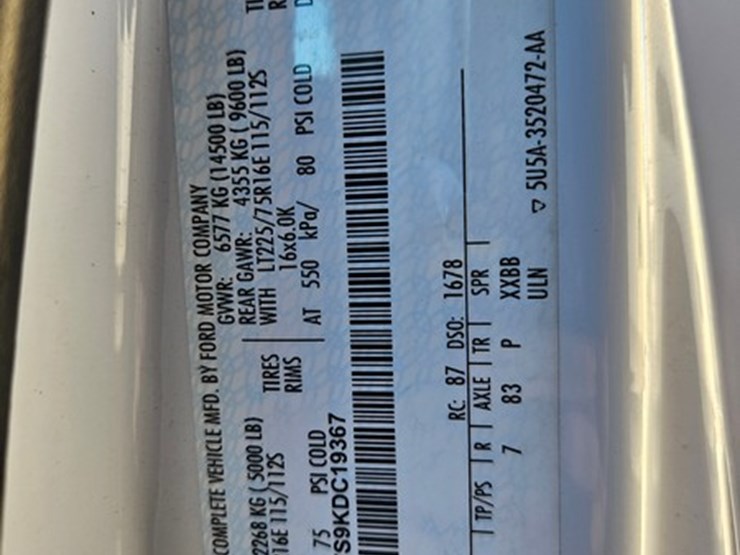 COMPLETE VEHICLE MFD. BY FORD MOTOR COMPANY
GVWR: 6577 KG (14500 LB)
2268 KG ( 5000 LB) REAR GAWR: 4355 KG ( 9600 LB)
16E 115/112S TIRES WITH LT225/75R16E 115/112S
RIMS 16x6.0K
75 PSI COLD AT 550 kPa/ 80 PSI COLD
S9KDC19367
RC: 87 DSO: 1678
TP/PS R AXLE TR SPR
7 83 P XXBB
ULN ▽ 5U5A-3520472-AA